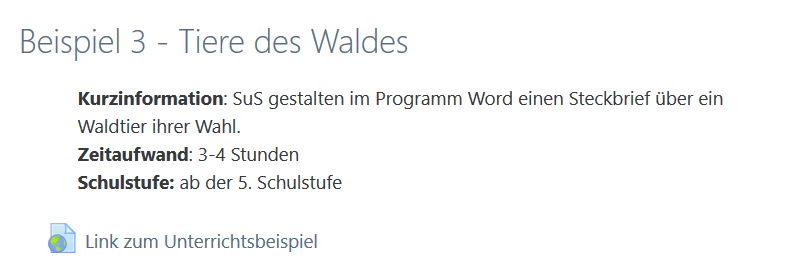 Beispiel 3 - Tiere des Waldes
Kurzinformation: SuS gestalten im Programm Word einen Steckbrief über ein
Waldtier ihrer Wahl.
Zeitaufwand: 3-4 Stunden
Schulstufe: ab der 5. Schulstufe
Link zum Unterrichtsbeispiel